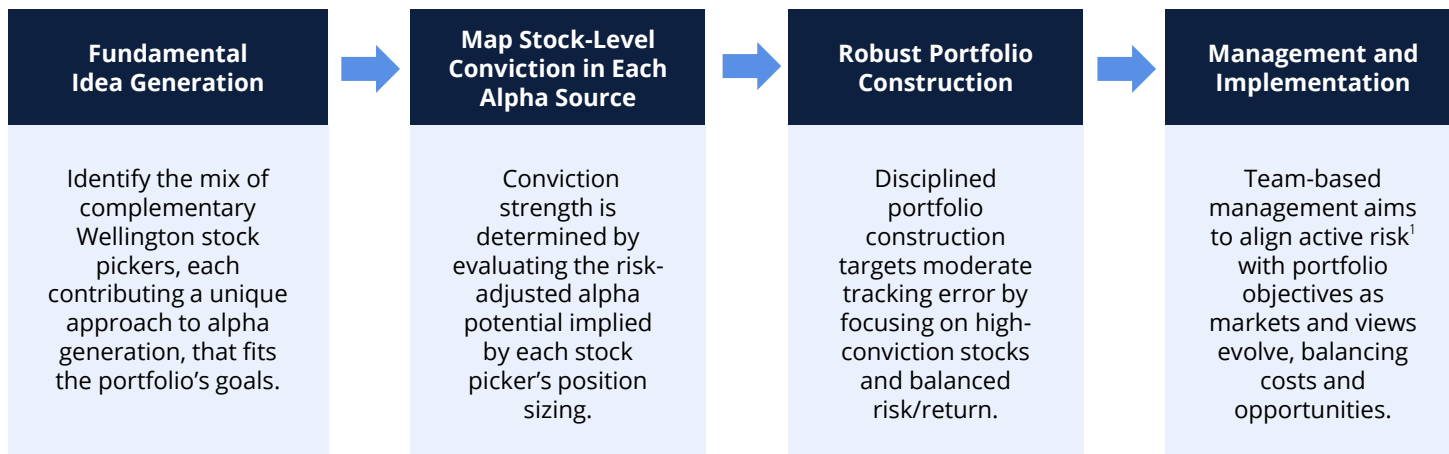 Fundamental
Idea Generation
Identify the mix of
complementary
Wellington stock
pickers, each
contributing a unique
approach to alpha
generation, that fits
the portfolio’s goals.
Map Stock-Level
Conviction in Each
Alpha Source
Conviction
strength is
determined by
evaluating the risk-
adjusted alpha
potential implied
by each stock
picker’s position
sizing.
Robust Portfolio
Construction
Disciplined
portfolio
construction
targets moderate
tracking error by
focusing on high-
conviction stocks
and balanced
risk/return.
Management and
Implementation
Team-based
management aims
to align active risk¹
with portfolio
objectives as
markets and views
evolve, balancing
costs and
opportunities.